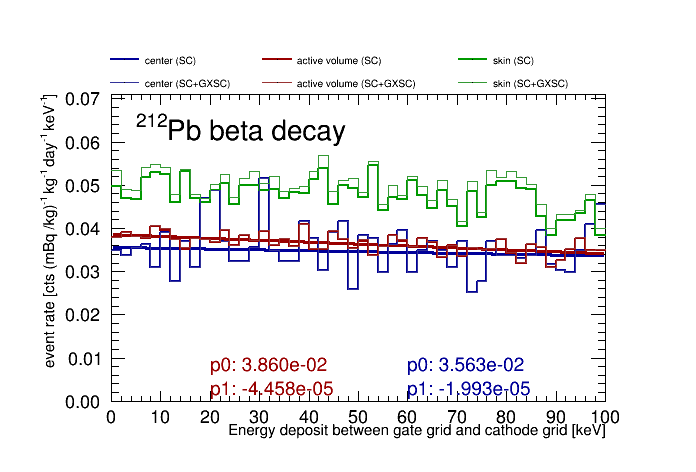 center (SC) active volume (SC) skin (SC)
center (SC+GXSC) active volume (SC+GXSC) skin (SC+GXSC)
event rate [cts (mBq /kg)⁻¹ kg⁻¹ day⁻¹ keV⁻¹]
0.07
0.06
0.05
0.04
0.03
0.02
0.01
0.00
²¹²Pb beta decay
p0: 3.860e-02 p0: 3.563e-02
p1: -4.458e-05 p1: -1.993e-05
0 10 20 30 40 50 60 70 80 90 100
Energy deposit between gate grid and cathode grid [keV]